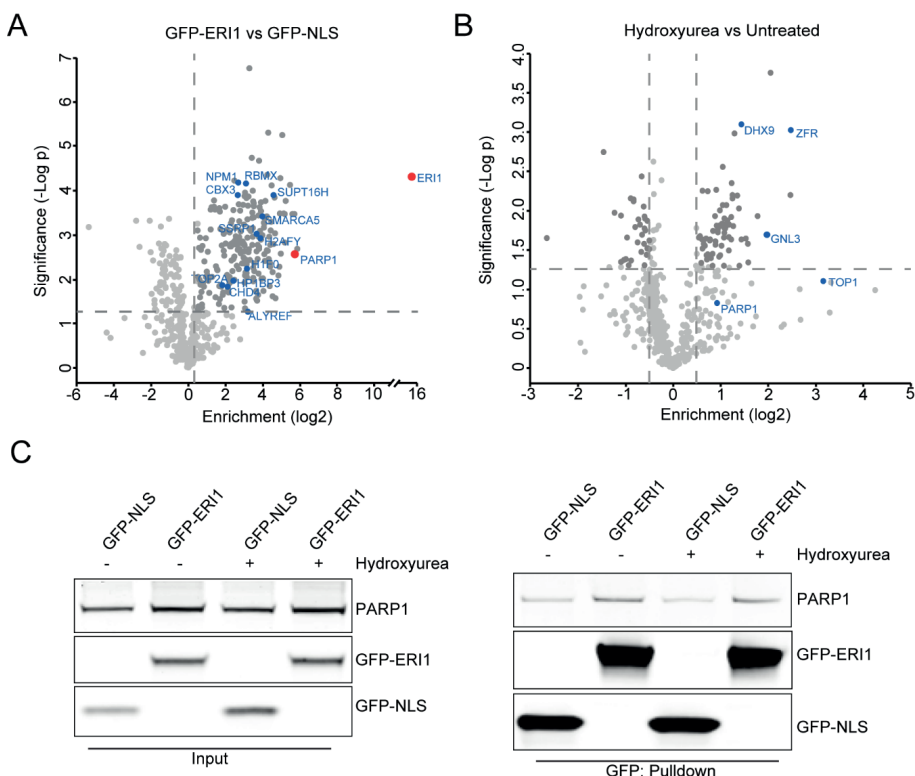 A
GFP-ERI1 vs GFP-NLS
7
6
5
4
3
2
1
0
Significance (-Log p)
NPM1
RBMX
CBX3
SUPT16H
ERI1
SMARCA5
SSRP1
H2AFY
PARP1
H1F0
HP1BP3
CHD4
ALYREF
-6
-4
-2
0
2
4
6
8
10
16
Enrichment (log2)
B
Hydroxyurea vs Untreated
4.0
3.5
3.0
2.5
2.0
1.5
1.0
0.5
0.0
Significance (-Log p)
DHX9
ZFR
GNL3
TOP1
PARP1
-3
-2
-1
0
1
2
3
4
5
Enrichment (log2)
C
GFP-NLS GFP-ERI1 GFP-NLS GFP-ERI1
- - + + Hydroxyurea
PARP1
GFP-ERI1
GFP-NLS
Input
GFP-NLS GFP-ERI1 GFP-NLS GFP-ERI1
- - + + Hydroxyurea
PARP1
GFP-ERI1
GFP-NLS
GFP: Pulldown